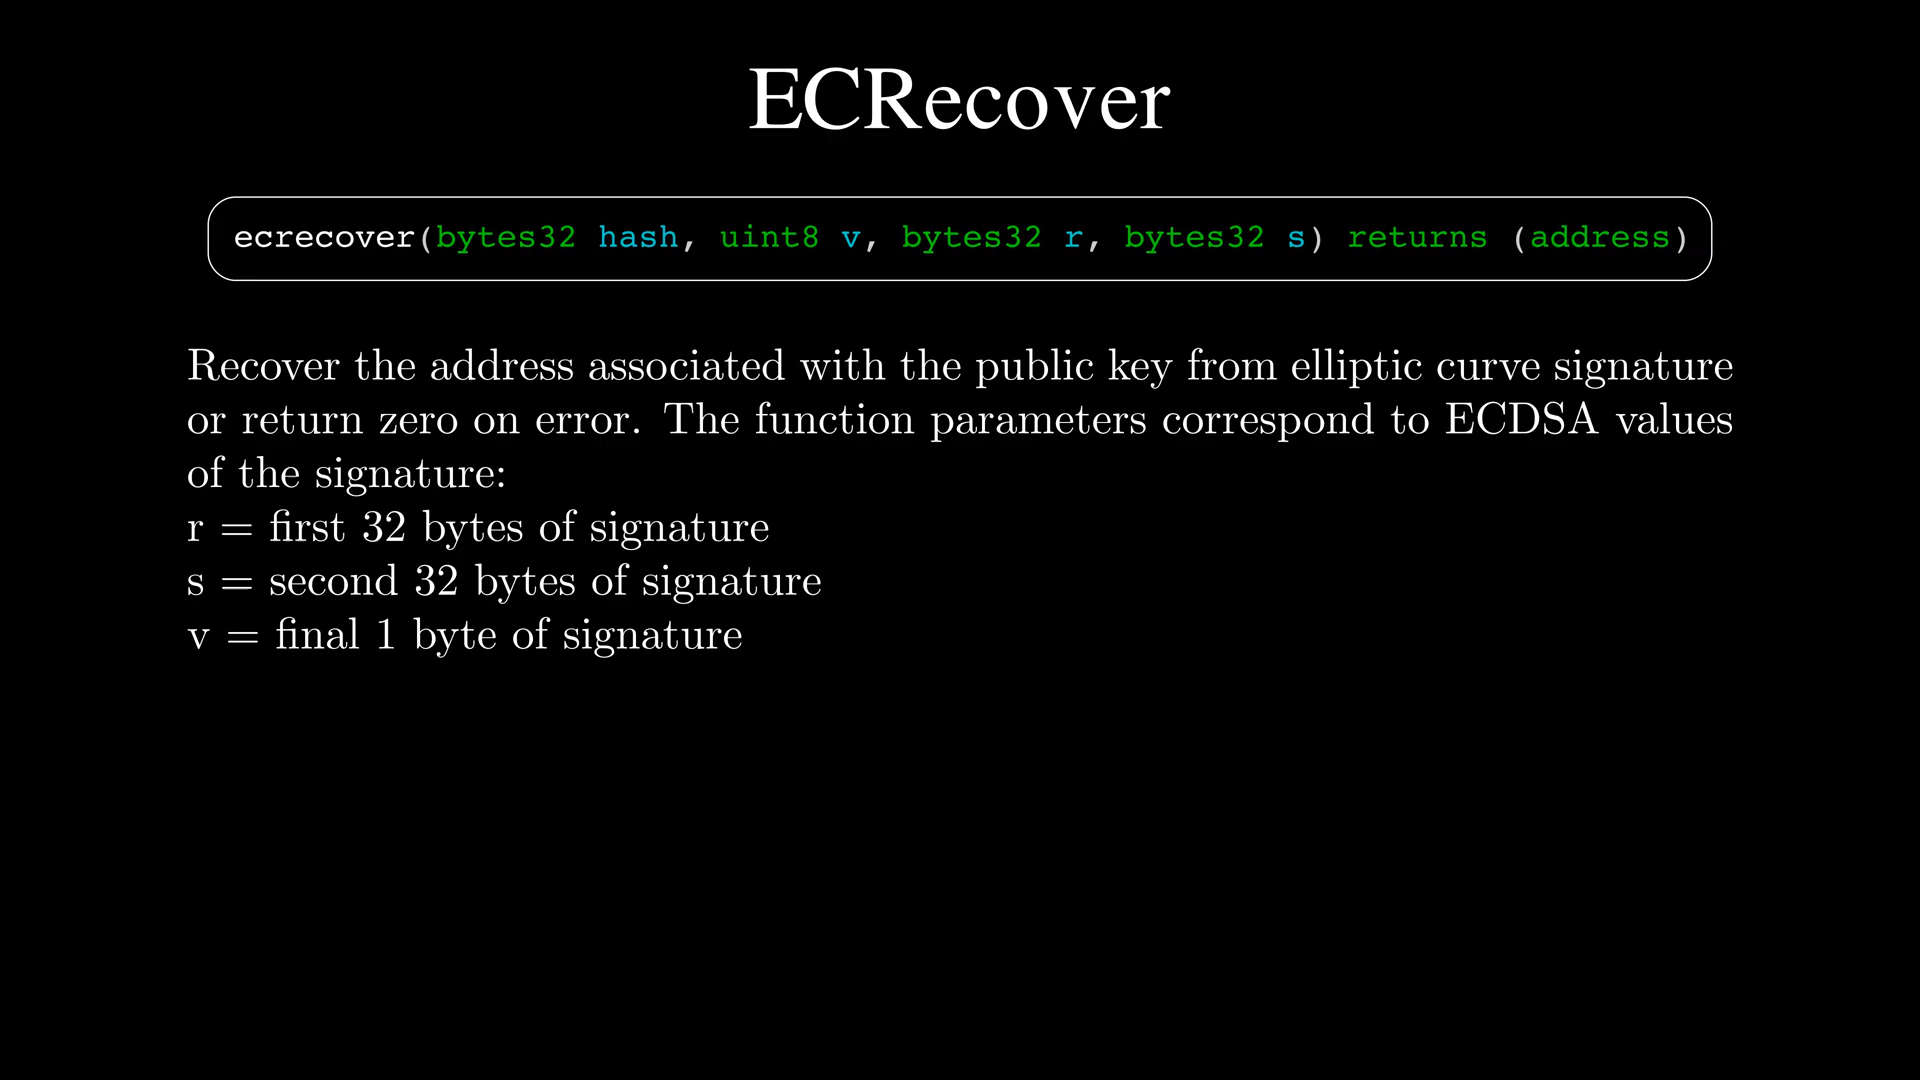 ECRecover
ecrecover(bytes32 hash, uint8 v, bytes32 r, bytes32 s) returns (address)
Recover the address associated with the public key from elliptic curve signature
or return zero on error. The function parameters correspond to ECDSA values
of the signature:
r = first 32 bytes of signature
s = second 32 bytes of signature
v = final 1 byte of signature